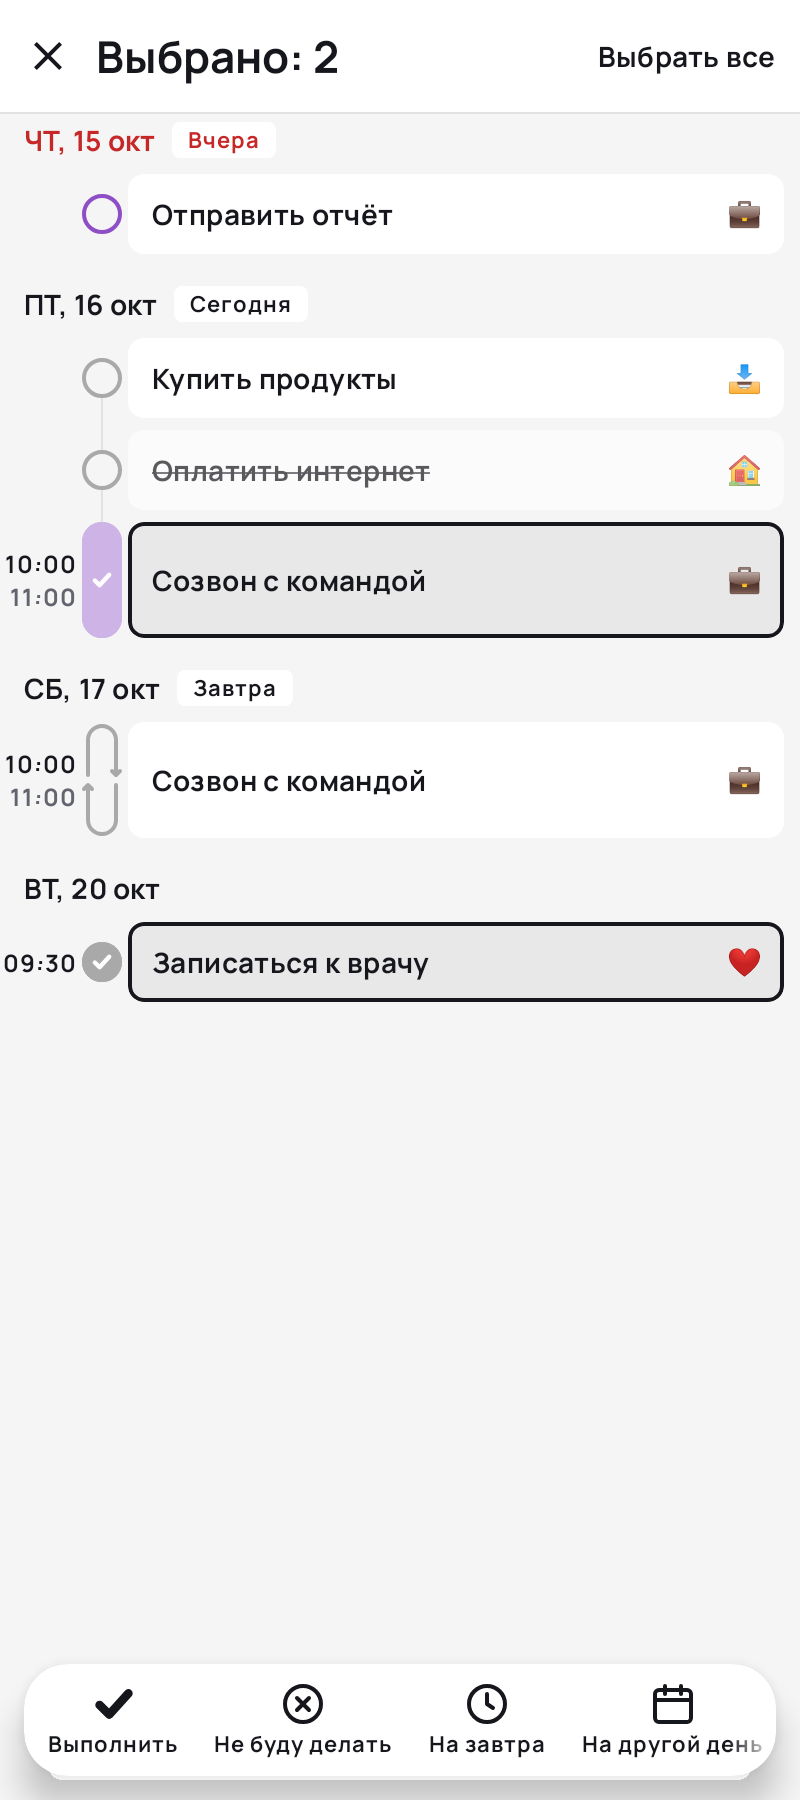 Выбрано: 2
Выбрать все
ЧТ, 15 окт Вчера
Отправить отчёт
ПТ, 16 окт Сегодня
Купить продукты
Оплатить интернет
10:00
11:00
Созвон с командой
СБ, 17 окт Завтра
10:00
11:00
Созвон с командой
ВТ, 20 окт
09:30 Записаться к врачу
Выполнить Не буду делать На завтра На другой день